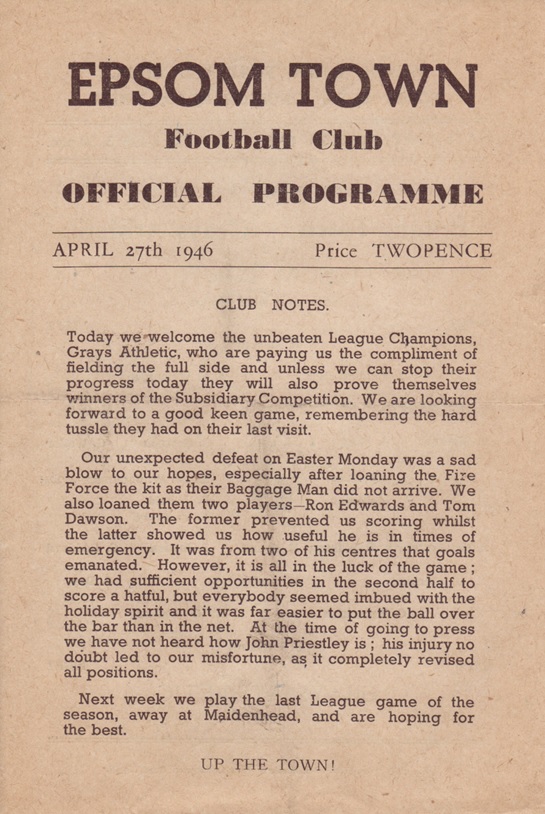 EPSOM TOWN
Football Club
OFFICIAL PROGRAMME
APRIL 27th 1946 Price TWOPENCE
CLUB NOTES.
Today we welcome the unbeaten League Champions,
Grays Athletic, who are paying us the compliment of
fielding the full side and unless we can stop their
progress today they will also prove themselves
winners of the Subsidiary Competition. We are looking
forward to a good keen game, remembering the hard
tussle they had on their last visit.
Our unexpected defeat on Easter Monday was a sad
blow to our hopes, especially after loaning the Fire
Force the kit as their Baggage Man did not arrive. We
also loaned them two players—Ron Edwards and Tom
Dawson. The former prevented us scoring whilst
the latter showed us how useful he is in times of
emergency. It was from two of his centres that goals
emanated. However, it is all in the luck of the game ;
we had sufficient opportunities in the second half to
score a hatful, but everybody seemed imbued with the
holiday spirit and it was far easier to put the ball over
the bar than in the net. At the time of going to press
we have not heard how John Priestley is ; his injury no
doubt led to our misfortune, as it completely revised
all positions.
Next week we play the last League game of the
season, away at Maidenhead, and are hoping for
the best.
UP THE TOWN!